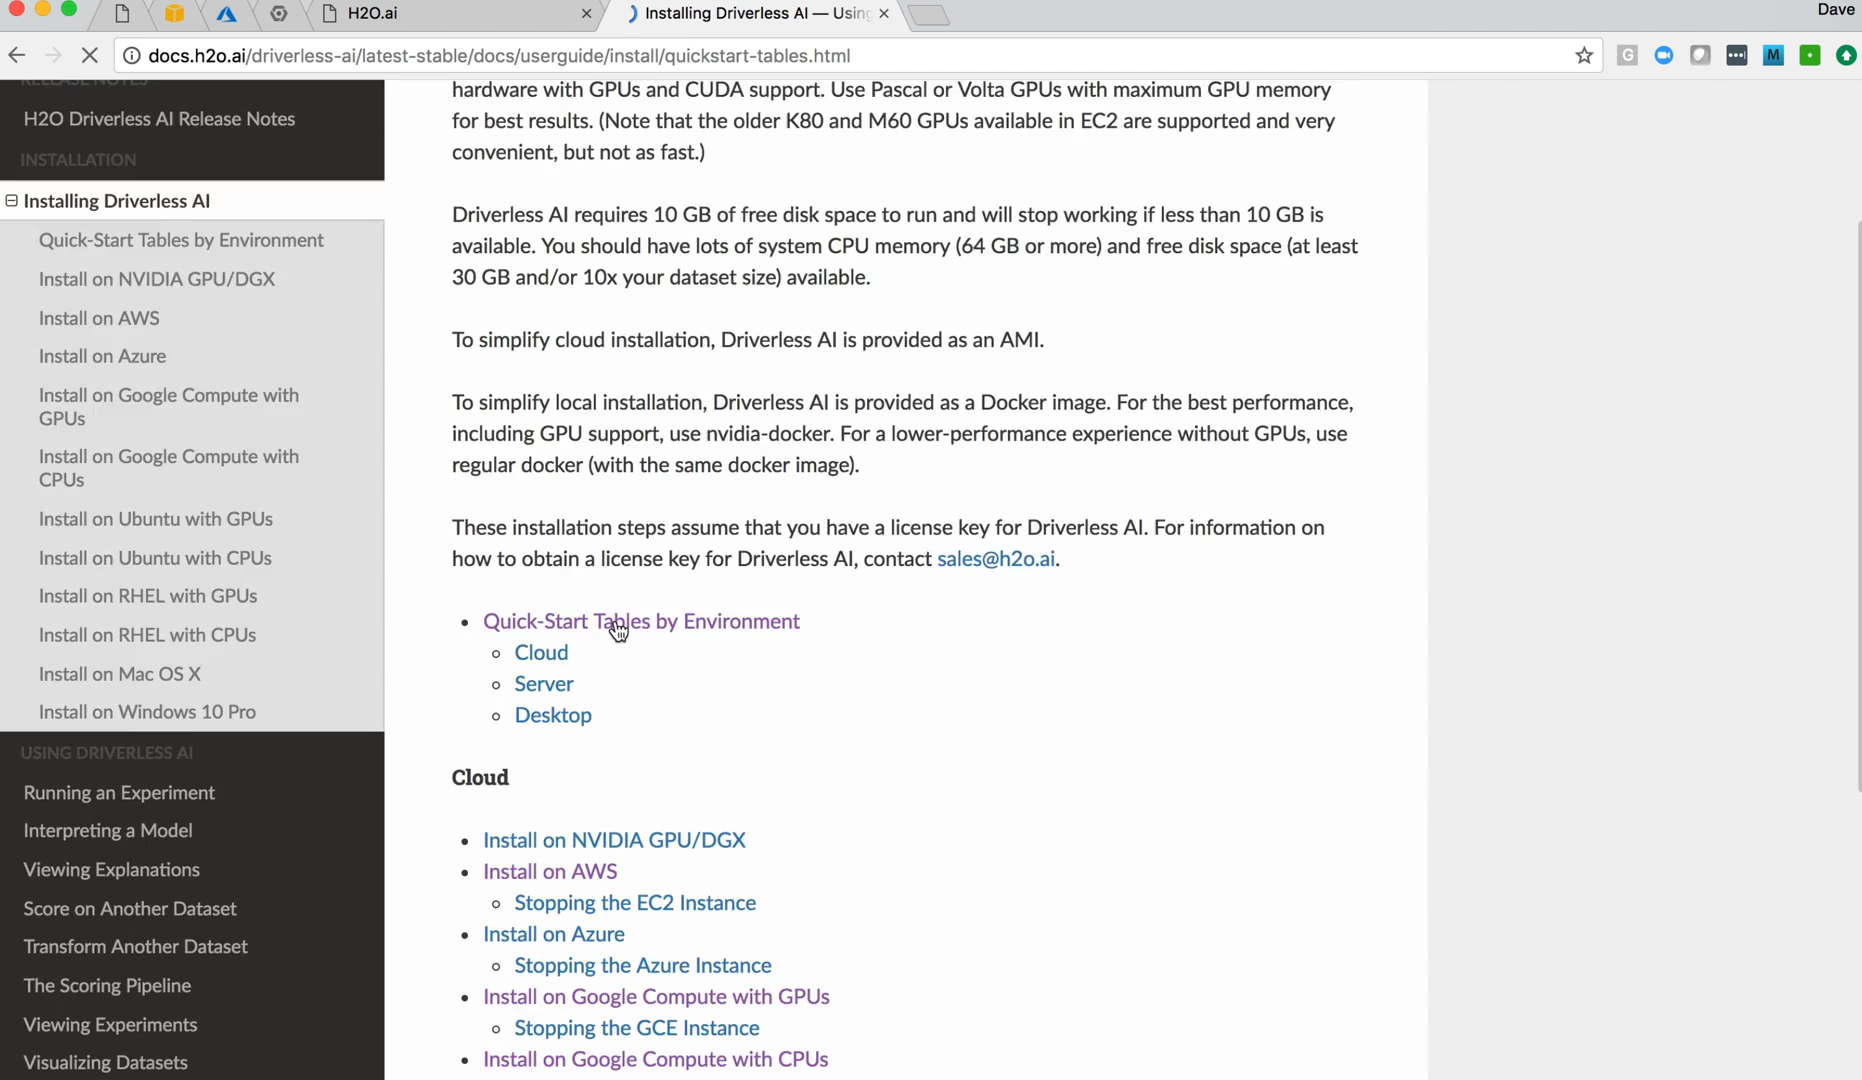 H2O.ai
Installing Driverless AI — Using
Dave
docs.h2o.ai/driverless-ai/latest-stable/docs/userguide/install/quickstart-tables.html
RELEASE NOTES
H2O Driverless AI Release Notes
INSTALLATION
Installing Driverless AI
Quick-Start Tables by Environment
Install on NVIDIA GPU/DGX
Install on AWS
Install on Azure
Install on Google Compute with
GPUs
Install on Google Compute with
CPUs
Install on Ubuntu with GPUs
Install on Ubuntu with CPUs
Install on RHEL with GPUs
Install on RHEL with CPUs
Install on Mac OS X
Install on Windows 10 Pro
USING DRIVERLESS AI
Running an Experiment
Interpreting a Model
Viewing Explanations
Score on Another Dataset
Transform Another Dataset
The Scoring Pipeline
Viewing Experiments
Visualizing Datasets
hardware with GPUs and CUDA support. Use Pascal or Volta GPUs with maximum GPU memory
for best results. (Note that the older K80 and M60 GPUs available in EC2 are supported and very
convenient, but not as fast.)
Driverless AI requires 10 GB of free disk space to run and will stop working if less than 10 GB is
available. You should have lots of system CPU memory (64 GB or more) and free disk space (at least
30 GB and/or 10x your dataset size) available.
To simplify cloud installation, Driverless AI is provided as an AMI.
To simplify local installation, Driverless AI is provided as a Docker image. For the best performance,
including GPU support, use nvidia-docker. For a lower-performance experience without GPUs, use
regular docker (with the same docker image).
These installation steps assume that you have a license key for Driverless AI. For information on
how to obtain a license key for Driverless AI, contact sales@h2o.ai.
Quick-Start Tables by Environment
Cloud
Server
Desktop
Cloud
Install on NVIDIA GPU/DGX
Install on AWS
Stopping the EC2 Instance
Install on Azure
Stopping the Azure Instance
Install on Google Compute with GPUs
Stopping the GCE Instance
Install on Google Compute with CPUs